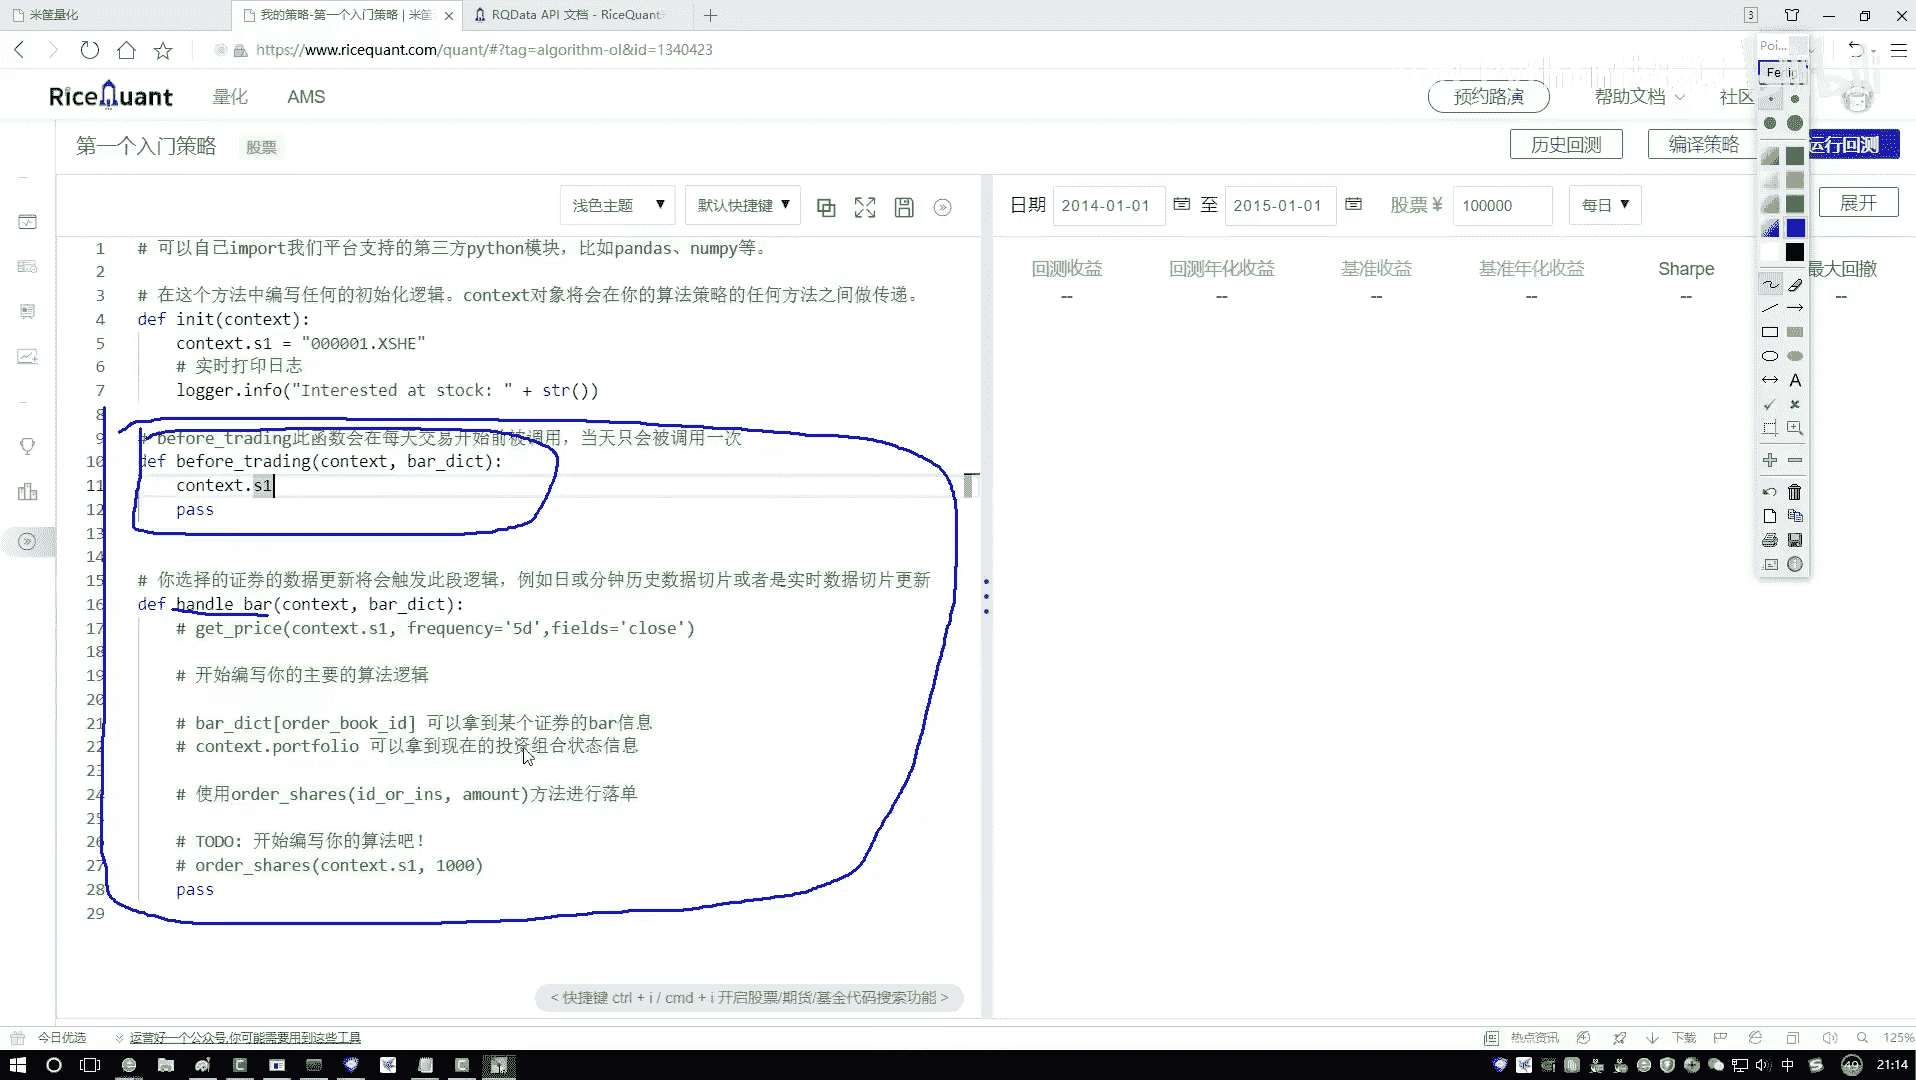 米筐量化
我的策略-第一个入门策略 | 米筐
RQData API 文档 - RiceQuant
3
https://www.ricequant.com/quant/#?tag=algorithm-ol&id=1340423
RiceQuant
量化
AMS
预约路演
帮助文档
社区
第一个入门策略
股票
历史回测
编译策略
运行回测
浅色主题
默认快捷键
日期
2014-01-01
至
2015-01-01
股票 ¥
100000
每日
展开
回测收益
回测年化收益
基准收益
基准年化收益
Sharpe
最大回撤
--
--
--
--
--
--
1 # 可以自己import我们平台支持的第三方python模块，比如pandas、numpy等。
2
3 # 在这个方法中编写任何的初始化逻辑。context对象将会在你的算法策略的任何方法之间做传递。
4 def init(context):
5 context.s1 = "000001.XSHE"
6 # 实时打印日志
7 logger.info("Interested at stock: " + str())
8
9 # before_trading此函数会在每天交易开始前被调用，当天只会被调用一次
10 def before_trading(context, bar_dict):
11 context.s1
12 pass
13
14
15 # 你选择的证券的数据更新将会触发此段逻辑，例如日或分钟历史数据切片或者是实时数据切片更新
16 def handle_bar(context, bar_dict):
17 # get_price(context.s1, frequency='5d',fields='close')
18
19 # 开始编写你的主要的算法逻辑
20
21 # bar_dict[order_book_id] 可以拿到某个证券的bar信息
22 # context.portfolio 可以拿到现在的投资组合状态信息
23
24 # 使用order_shares(id_or_ins, amount)方法进行落单
25
26 # TODO: 开始编写你的算法吧！
27 # order_shares(context.s1, 1000)
28 pass
29
< 快捷键 ctrl + i / cmd + i 开启股票/期货/基金代码搜索功能 >
Poi...
A
今日优选
运营好一个公众号,你可能需要用到这些工具
热点资讯
下载
125%
中
21:14